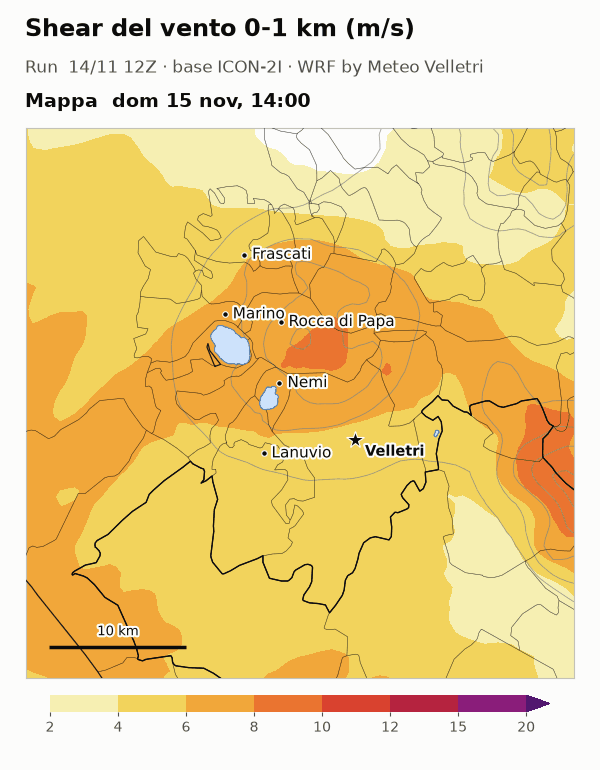 Shear del vento 0-1 km (m/s)
Run  14/11 12Z · base ICON-2I · WRF by Meteo Velletri
Mappa  dom 15 nov, 14:00
Frascati
Marino
Rocca di Papa
Nemi
Velletri
Lanuvio
10 km
2 4 6 8 10 12 15 20